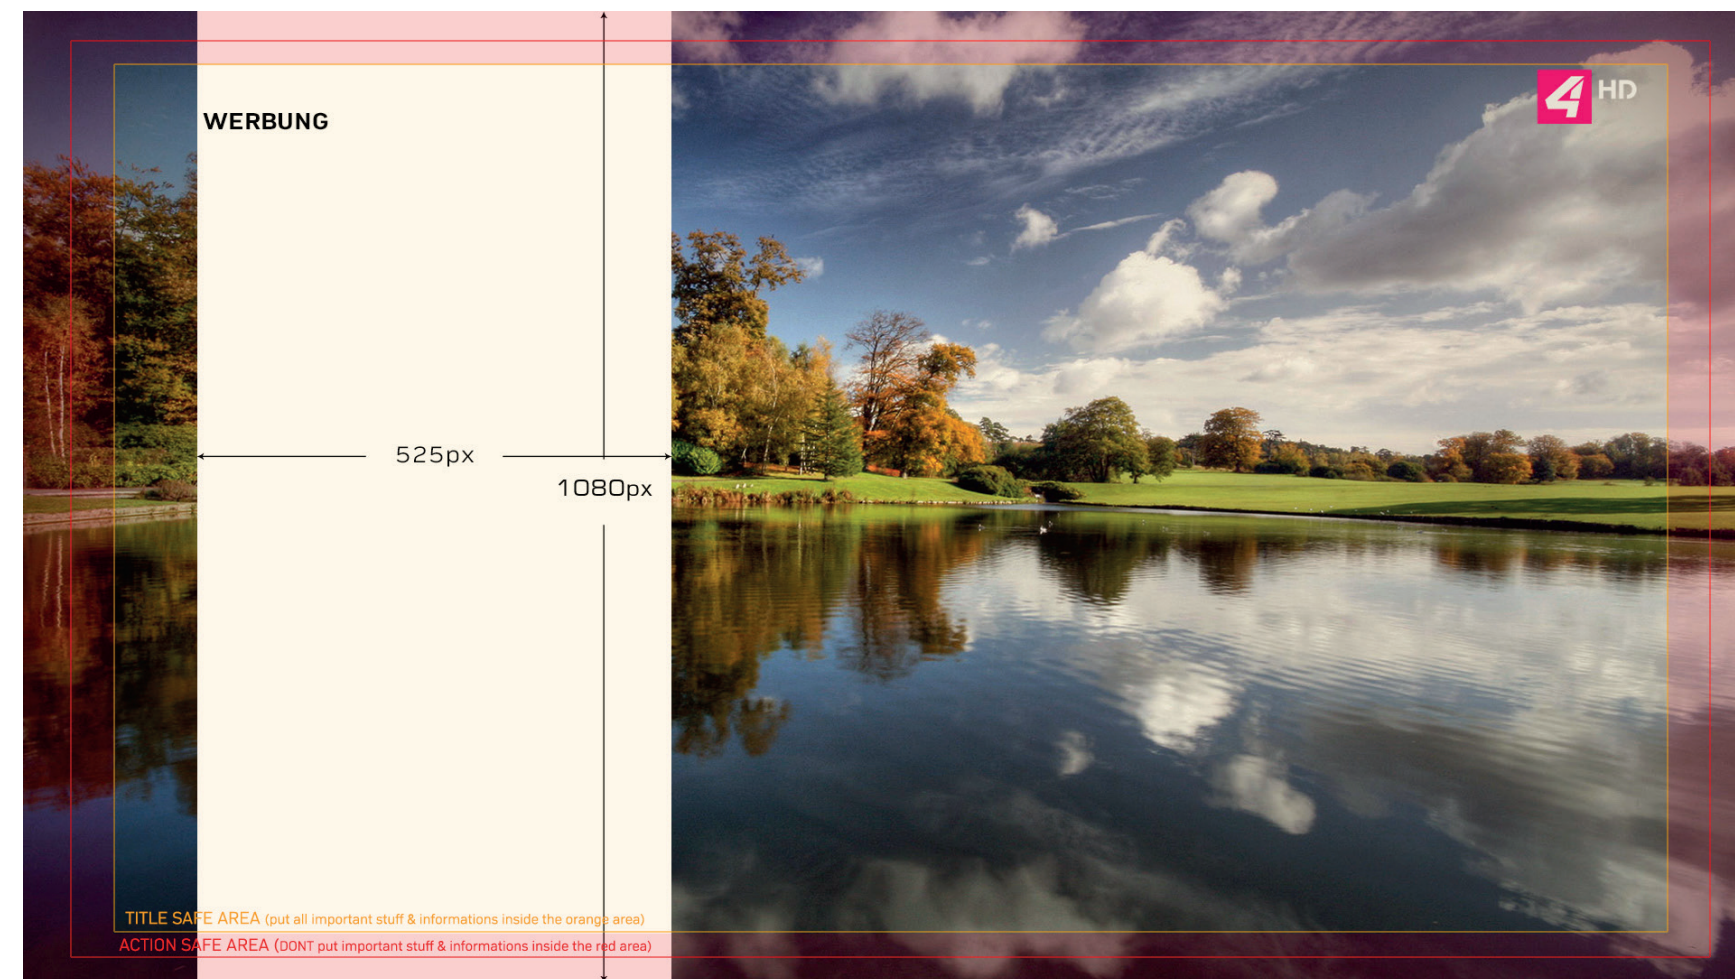 4 HD
WERBUNG
525px
1080px
TITLE SAFE AREA (put all important stuff & informations inside the orange area)
ACTION SAFE AREA (DONT put important stuff & informations inside the red area)